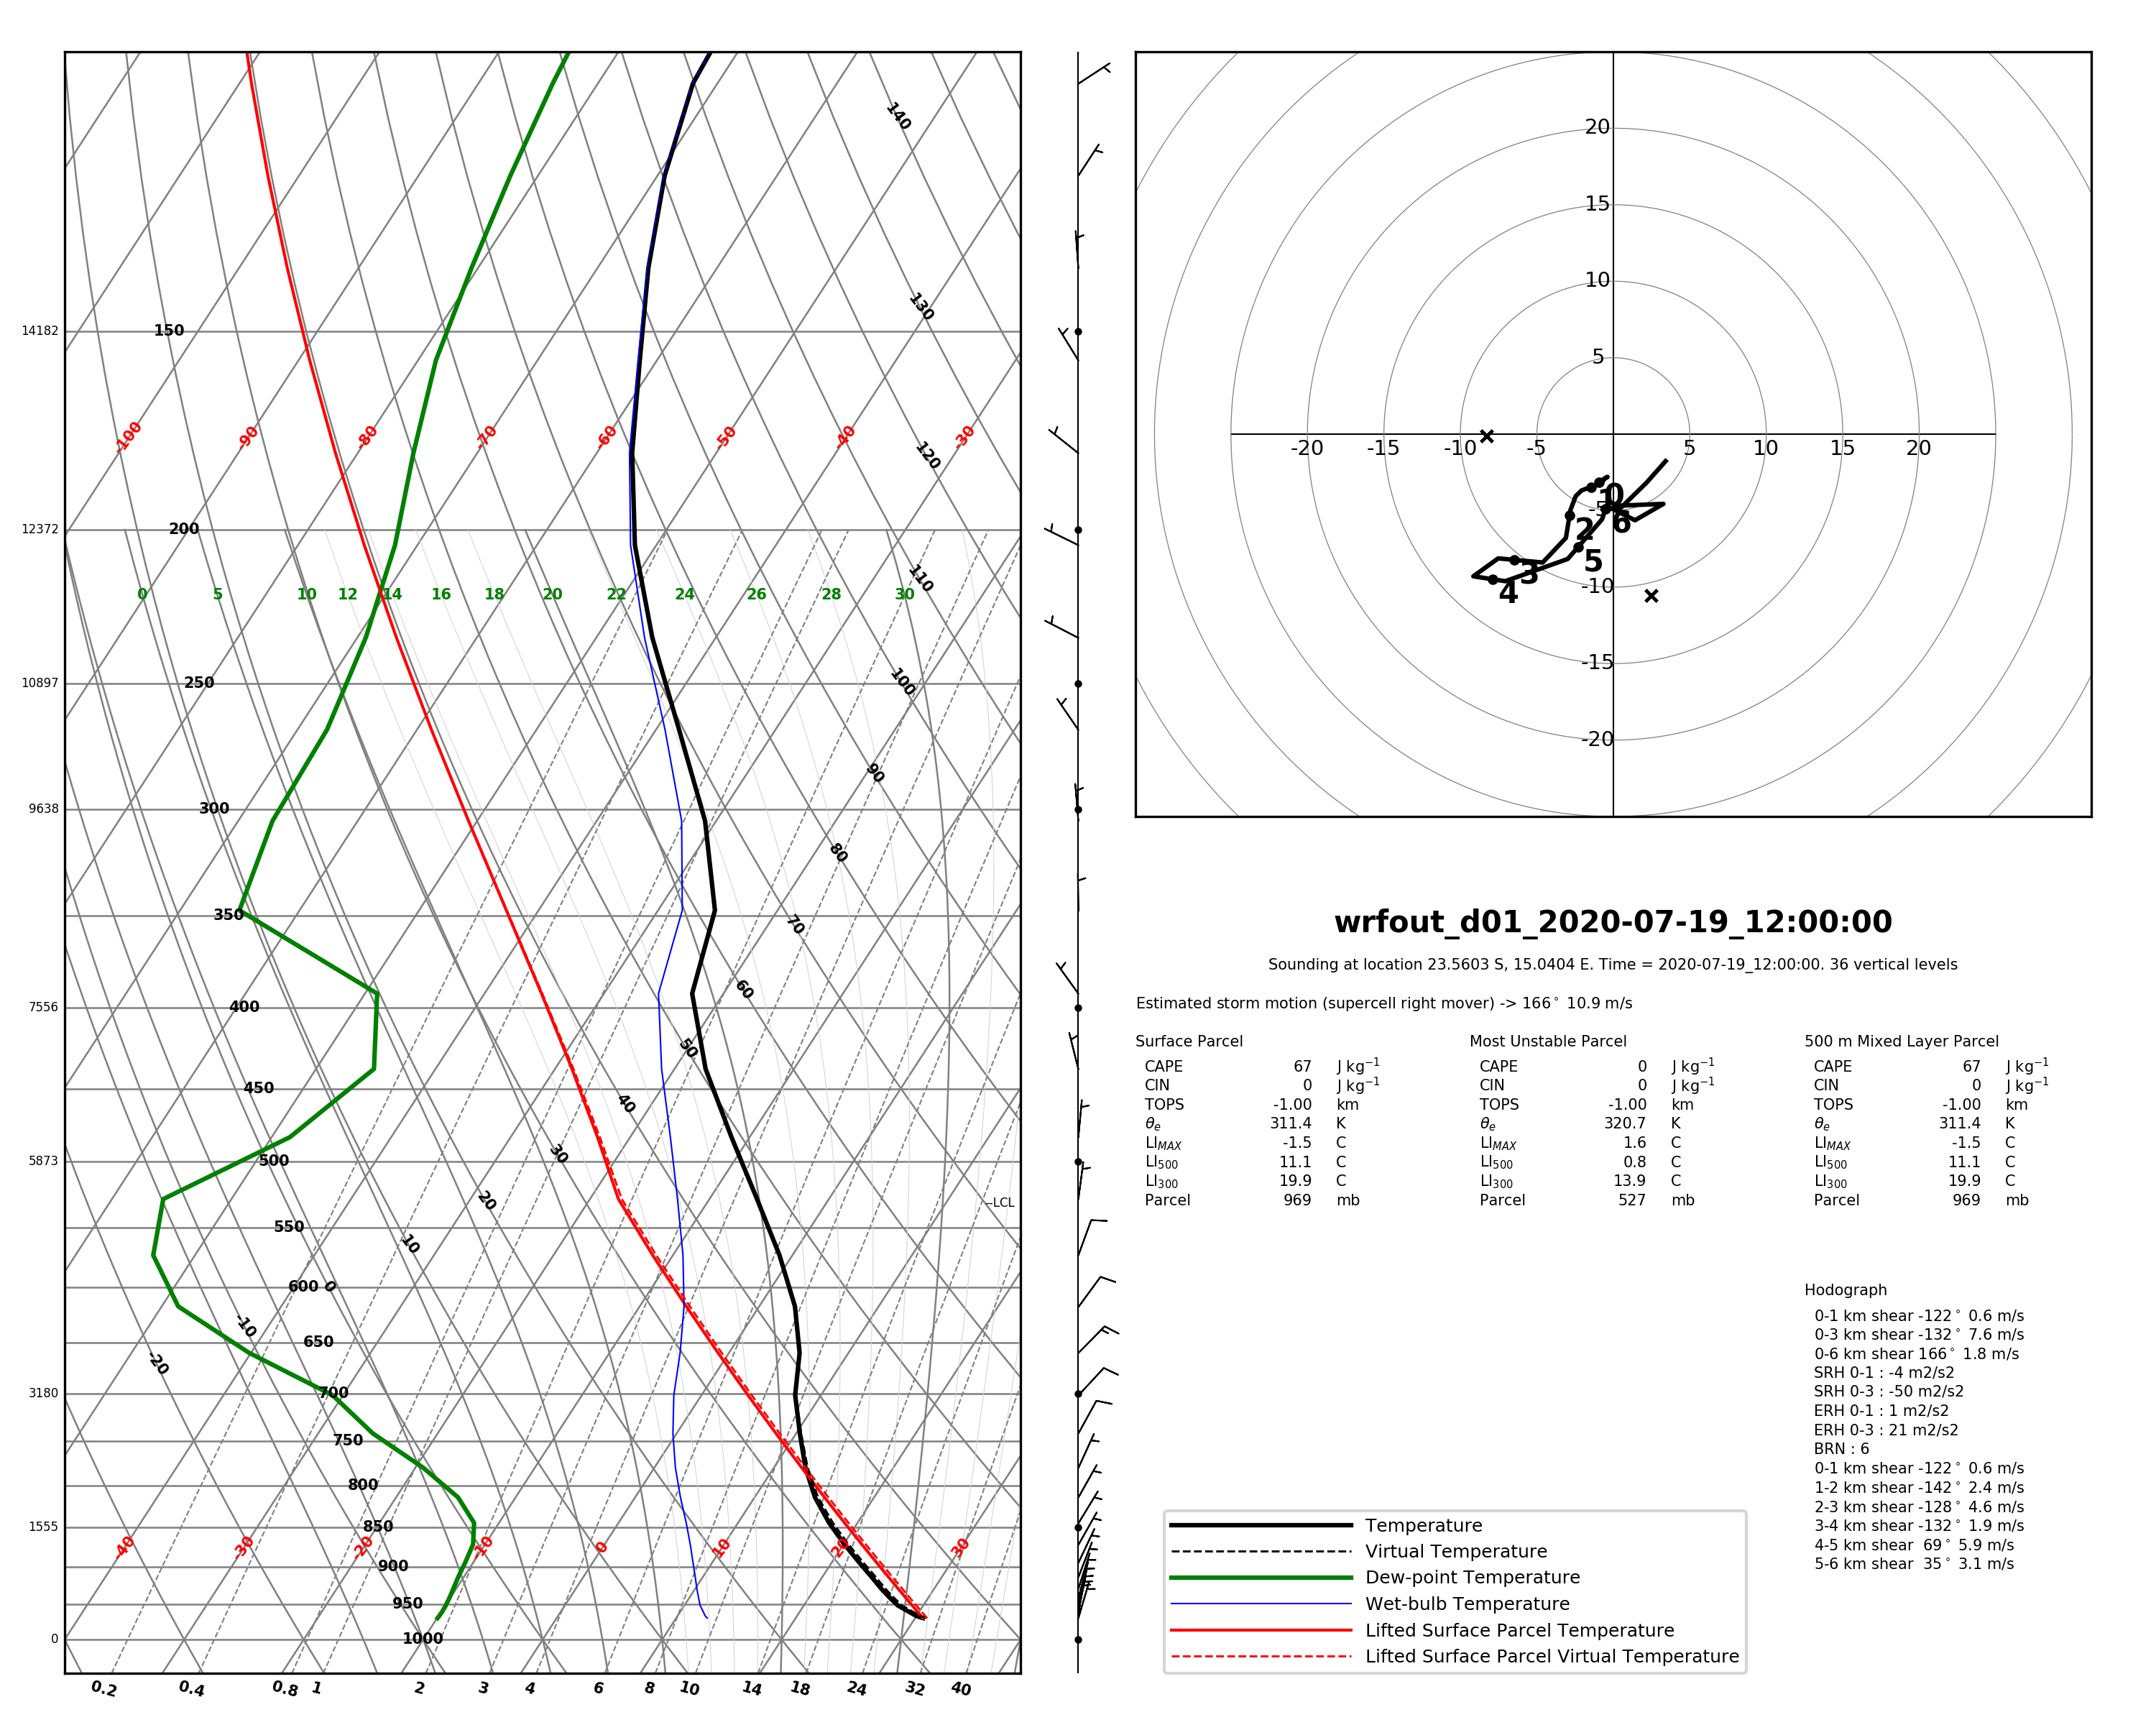 140
130
120
110
100
90
80
70
60
50
40
30
20
10
0
-10
-20
14182 150
-100 -90 -80 -70 -60 -50 -40 -30
12372 200
0 5 10 12 14 16 18 20 22 24 26 28 30
10897 250
9638 300
350
7556 400
450
5873 500
--LCL
550
600
650
3180 700
750
800
1555 850
-40 -30 -20 -10 0 10 20 30
900
950
0 1000
0.2 0.4 0.8 1 2 3 4 6 8 10 14 18 24 32 40
20
15
10
5
-20 -15 -10 -5 5 10 15 20
-5
-10
-15
-20
0
1
2
3
4
5
6
wrfout_d01_2020-07-19_12:00:00
Sounding at location 23.5603 S, 15.0404 E. Time = 2020-07-19_12:00:00. 36 vertical levels
Estimated storm motion (supercell right mover) -> 166° 10.9 m/s
Surface Parcel
CAPE 67 J kg⁻¹
CIN 0 J kg⁻¹
TOPS -1.00 km
θₑ 311.4 K
LI_MAX -1.5 C
LI₅₀₀ 11.1 C
LI₃₀₀ 19.9 C
Parcel 969 mb
Most Unstable Parcel
CAPE 0 J kg⁻¹
CIN 0 J kg⁻¹
TOPS -1.00 km
θₑ 320.7 K
LI_MAX 1.6 C
LI₅₀₀ 0.8 C
LI₃₀₀ 13.9 C
Parcel 527 mb
500 m Mixed Layer Parcel
CAPE 67 J kg⁻¹
CIN 0 J kg⁻¹
TOPS -1.00 km
θₑ 311.4 K
LI_MAX -1.5 C
LI₅₀₀ 11.1 C
LI₃₀₀ 19.9 C
Parcel 969 mb
Hodograph
0-1 km shear -122° 0.6 m/s
0-3 km shear -132° 7.6 m/s
0-6 km shear 166° 1.8 m/s
SRH 0-1 : -4 m2/s2
SRH 0-3 : -50 m2/s2
ERH 0-1 : 1 m2/s2
ERH 0-3 : 21 m2/s2
BRN : 6
0-1 km shear -122° 0.6 m/s
1-2 km shear -142° 2.4 m/s
2-3 km shear -128° 4.6 m/s
3-4 km shear -132° 1.9 m/s
4-5 km shear 69° 5.9 m/s
5-6 km shear 35° 3.1 m/s
Temperature
Virtual Temperature
Dew-point Temperature
Wet-bulb Temperature
Lifted Surface Parcel Temperature
Lifted Surface Parcel Virtual Temperature